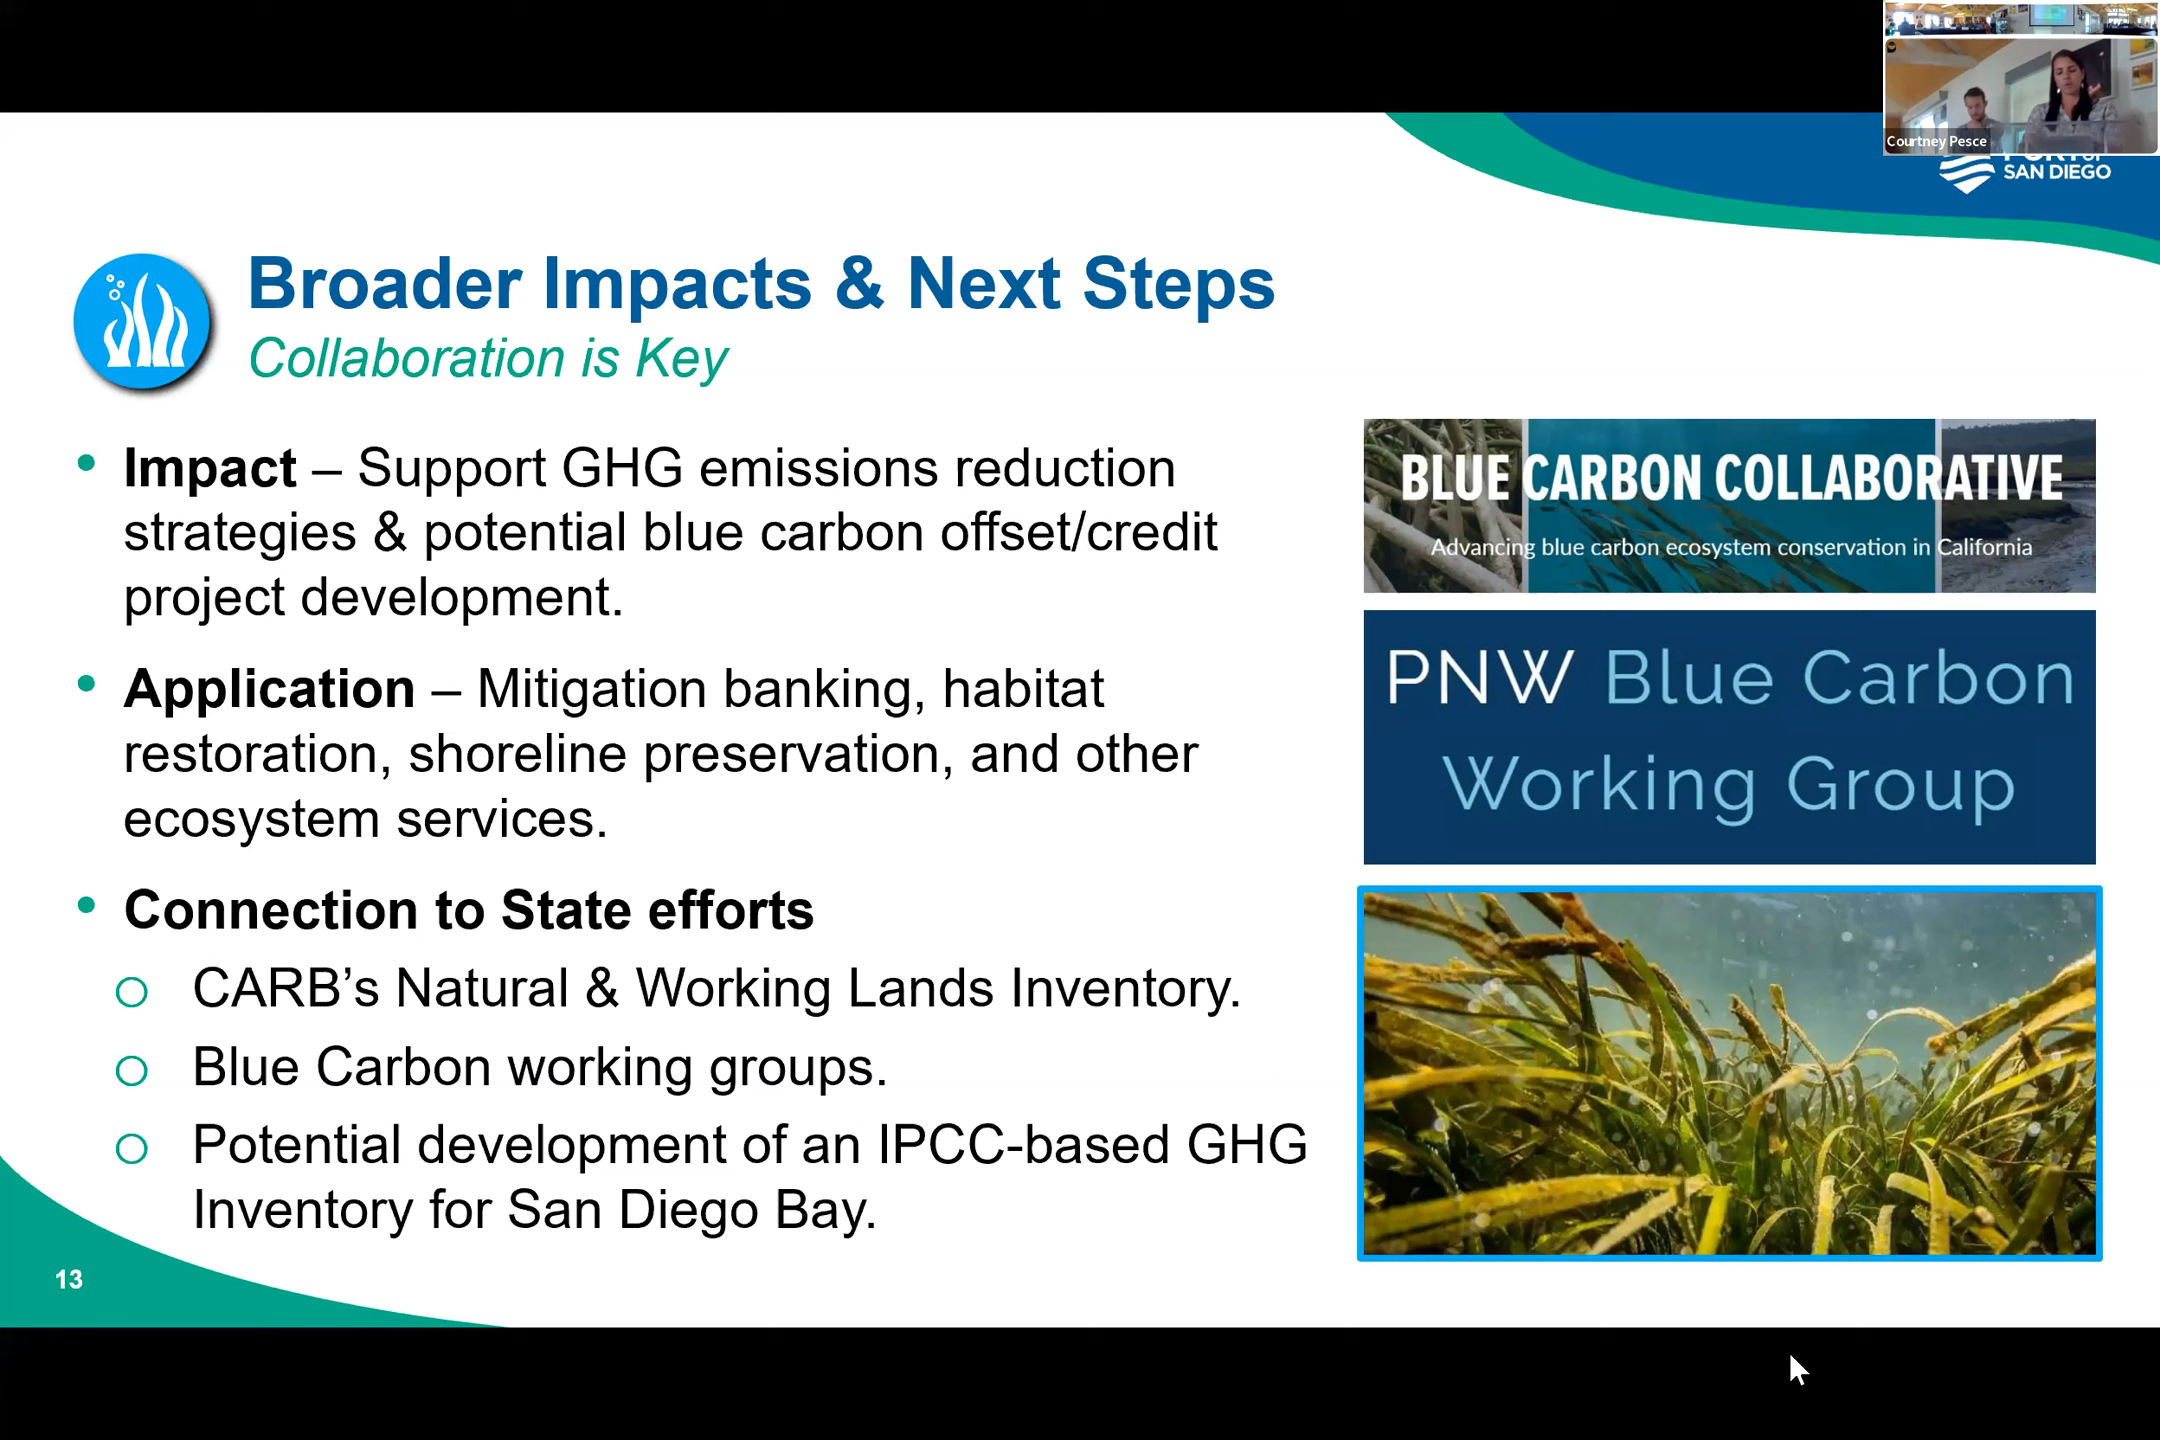 Courtney Pesce
PORT OF
SAN DIEGO
Broader Impacts & Next Steps
Collaboration is Key
• Impact – Support GHG emissions reduction
strategies & potential blue carbon offset/credit
project development.
• Application – Mitigation banking, habitat
restoration, shoreline preservation, and other
ecosystem services.
• Connection to State efforts
o CARB’s Natural & Working Lands Inventory.
o Blue Carbon working groups.
o Potential development of an IPCC-based GHG
Inventory for San Diego Bay.
BLUE CARBON COLLABORATIVE
Advancing blue carbon ecosystem conservation in California
PNW Blue Carbon
Working Group
13